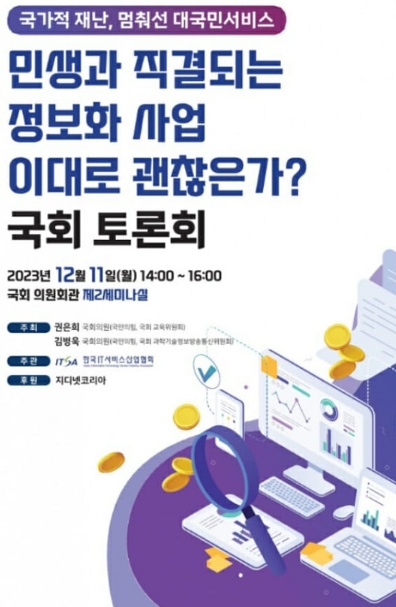 국가적 재난, 멈춰선 대국민서비스
민생과 직결되는
정보화 사업
이대로 괜찮은가?
국회 토론회
2023년 12월 11일(월) 14:00 ~ 16:00
국회 의원회관 제2세미나실
주 최 권은희 국회의원(국민의힘, 국회 교육위원회)
김병욱 국회의원(국민의힘, 국회 과학기술정보방송통신위원회)
주 관 ITSA 한국IT서비스산업협회
후 원 지디넷코리아